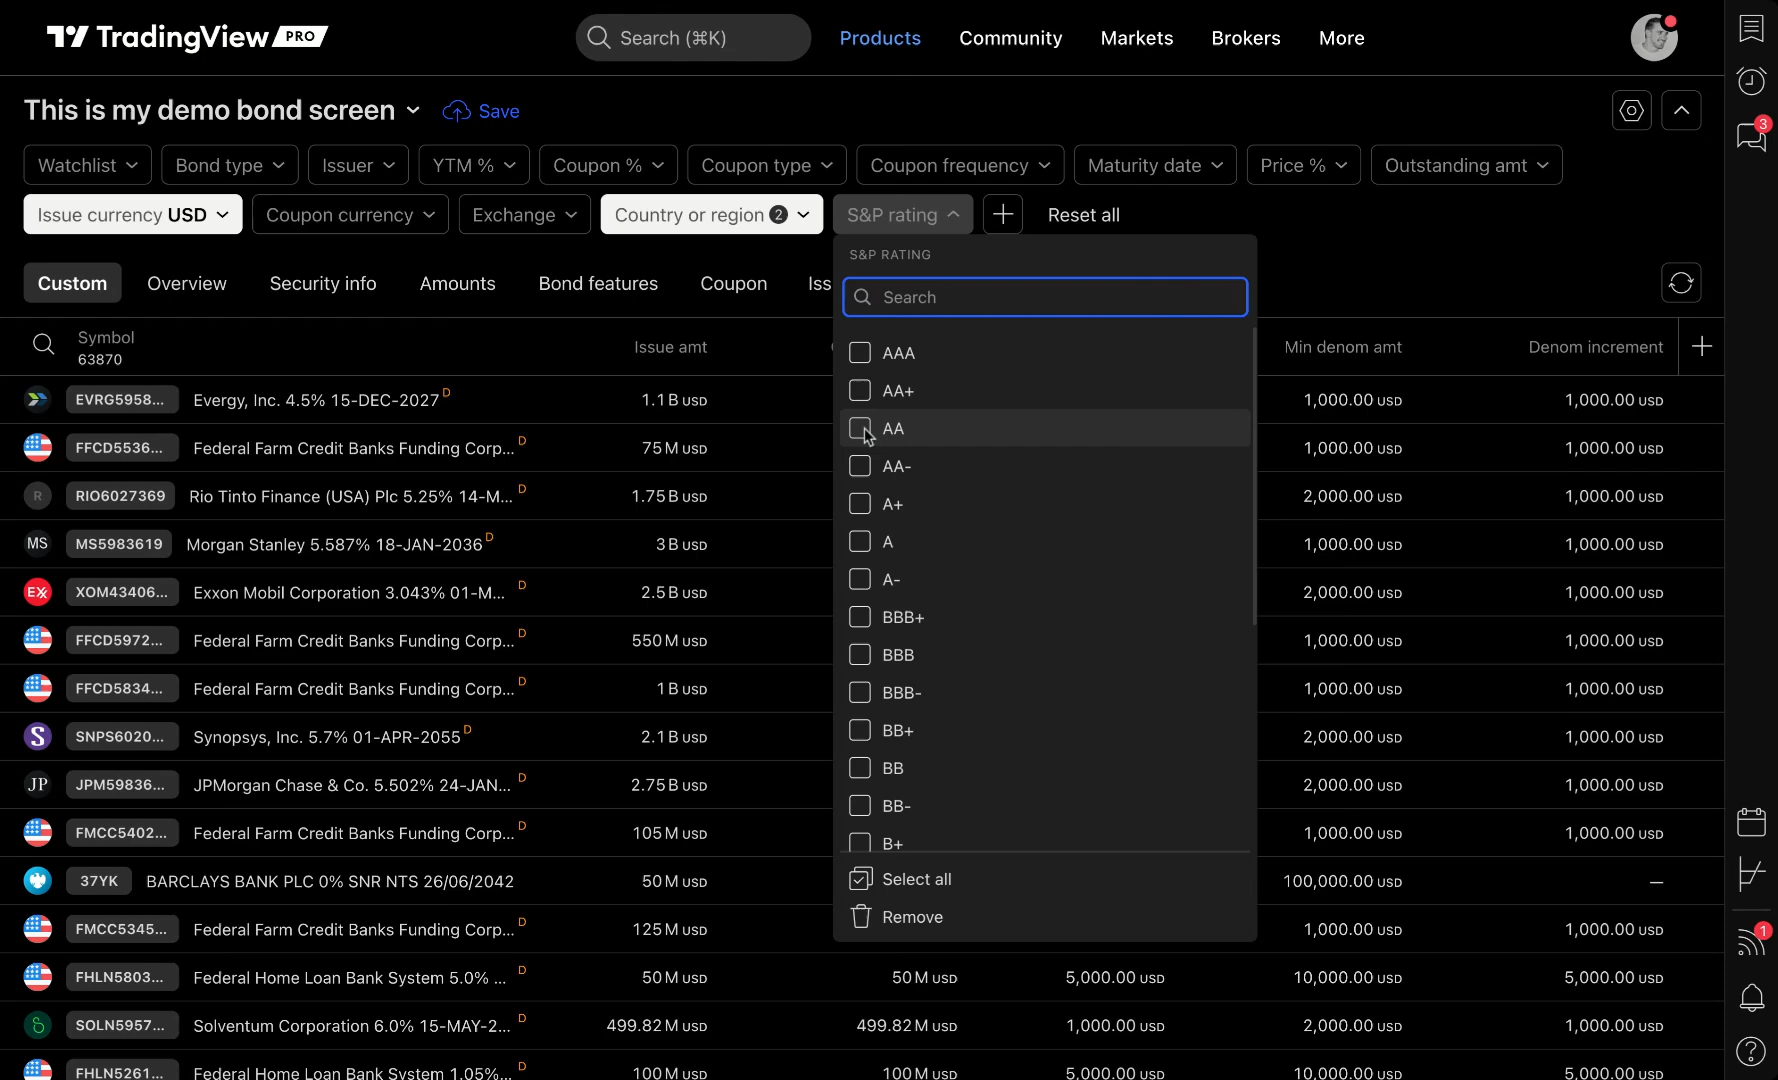 TradingView PRO
Search (⌘K)
Products
Community
Markets
Brokers
More
3
This is my demo bond screen
Save
Watchlist
Bond type
Issuer
YTM %
Coupon %
Coupon type
Coupon frequency
Maturity date
Price %
Outstanding amt
Issue currency USD
Coupon currency
Exchange
Country or region 2
S&P rating
Reset all
S&P RATING
Search
AAA
AA+
AA
AA-
A+
A
A-
BBB+
BBB
BBB-
BB+
BB
BB-
B+
Select all
Remove
Custom
Overview
Security info
Amounts
Bond features
Coupon
Iss
Symbol
63870
Issue amt
Min denom amt
Denom increment
EVRG5958... Evergy, Inc. 4.5% 15-DEC-2027 D 1.1 B USD 1,000.00 USD 1,000.00 USD
FFCD5536... Federal Farm Credit Banks Funding Corp... D 75 M USD 1,000.00 USD 1,000.00 USD
R RIO6027369 Rio Tinto Finance (USA) Plc 5.25% 14-M... D 1.75 B USD 2,000.00 USD 1,000.00 USD
MS MS5983619 Morgan Stanley 5.587% 18-JAN-2036 D 3 B USD 1,000.00 USD 1,000.00 USD
EX XOM43406... Exxon Mobil Corporation 3.043% 01-M... D 2.5 B USD 2,000.00 USD 1,000.00 USD
FFCD5972... Federal Farm Credit Banks Funding Corp... D 550 M USD 1,000.00 USD 1,000.00 USD
FFCD5834... Federal Farm Credit Banks Funding Corp... D 1 B USD 1,000.00 USD 1,000.00 USD
S SNPS6020... Synopsys, Inc. 5.7% 01-APR-2055 D 2.1 B USD 2,000.00 USD 1,000.00 USD
JP JPM59836... JPMorgan Chase & Co. 5.502% 24-JAN... D 2.75 B USD 2,000.00 USD 1,000.00 USD
FMCC5402... Federal Farm Credit Banks Funding Corp... D 105 M USD 1,000.00 USD 1,000.00 USD
37YK BARCLAYS BANK PLC 0% SNR NTS 26/06/2042 50 M USD 100,000.00 USD —
FMCC5345... Federal Farm Credit Banks Funding Corp... D 125 M USD 1,000.00 USD 1,000.00 USD
1
FHLN5803... Federal Home Loan Bank System 5.0% ... D 50 M USD 50 M USD 5,000.00 USD 10,000.00 USD 5,000.00 USD
SOLN5957... Solventum Corporation 6.0% 15-MAY-2... D 499.82 M USD 499.82 M USD 1,000.00 USD 2,000.00 USD 1,000.00 USD
FHLN5261... Federal Home Loan Bank System 1.05%... D 100 M USD 100 M USD 5,000.00 USD 10,000.00 USD 5,000.00 USD